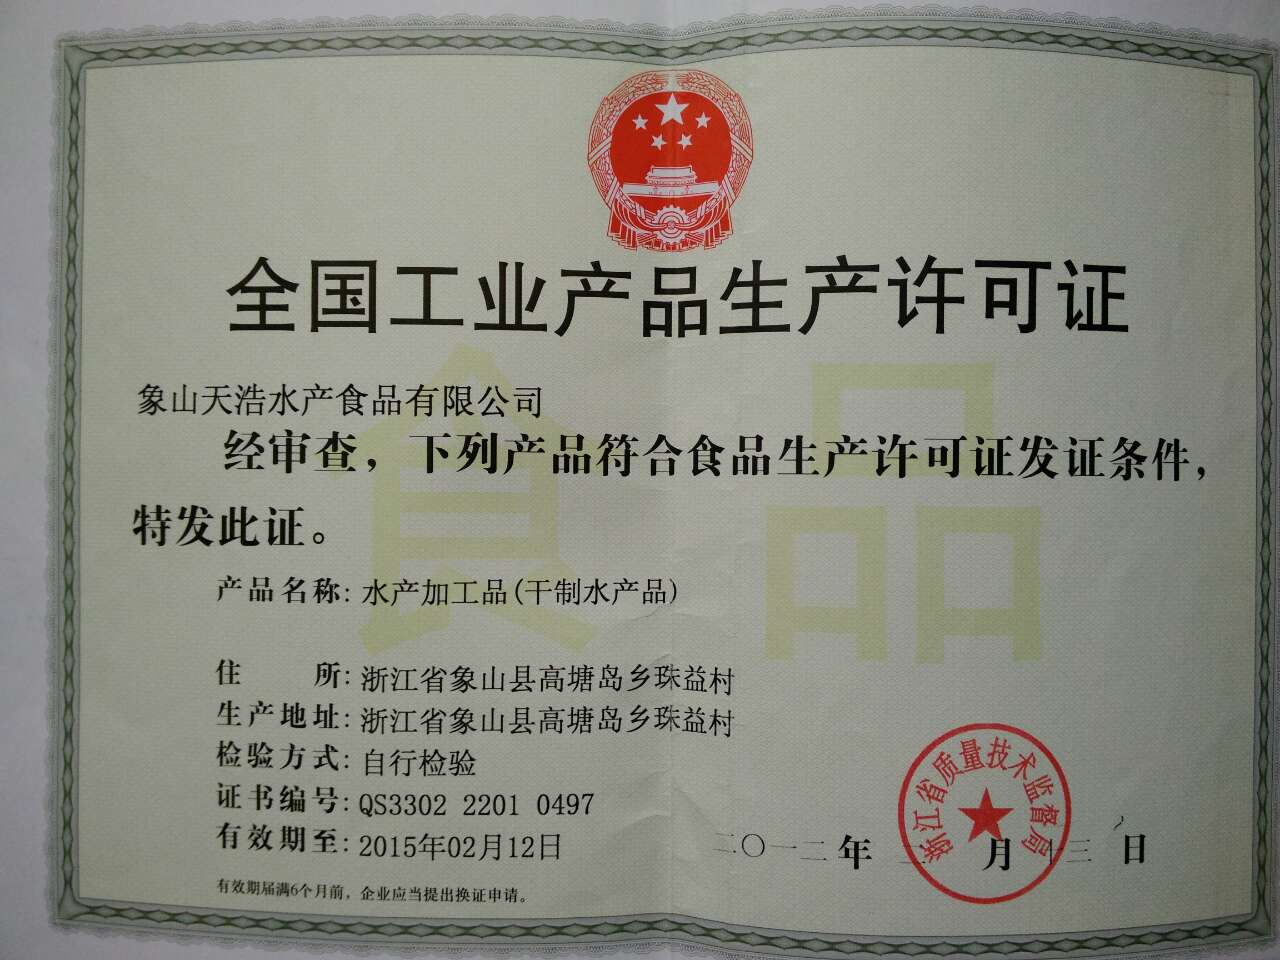 全国工业产品生产许可证
食品
象山天浩水产食品有限公司
经审查，下列产品符合食品生产许可证发证条件，
特发此证。
产品名称：水产加工品(干制水产品)
住所：浙江省象山县高塘岛乡珠益村
生产地址：浙江省象山县高塘岛乡珠益村
检验方式：自行检验
证书编号：QS3302 2201 0497
有效期至：2015年02月12日
二〇一二年二月十三日
浙江省质量技术监督局
有效期届满6个月前，企业应当提出换证申请。